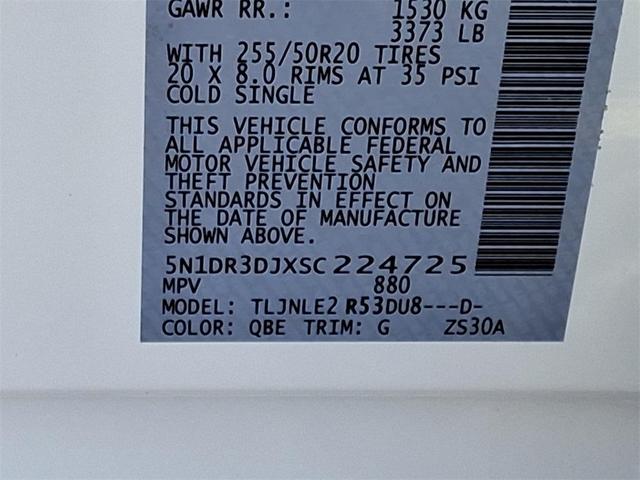 GAWR RR.: 1530 KG
3373 LB
WITH 255/50R20 TIRES
20 X 8.0 RIMS AT 35 PSI
COLD SINGLE
THIS VEHICLE CONFORMS TO
ALL APPLICABLE FEDERAL
MOTOR VEHICLE SAFETY AND
THEFT PREVENTION
STANDARDS IN EFFECT ON
THE DATE OF MANUFACTURE
SHOWN ABOVE.
5N1DR3DJXSC224725
MPV 880
MODEL: TLJNLE2 R53DU8---D-
COLOR: QBE TRIM: G ZS30A